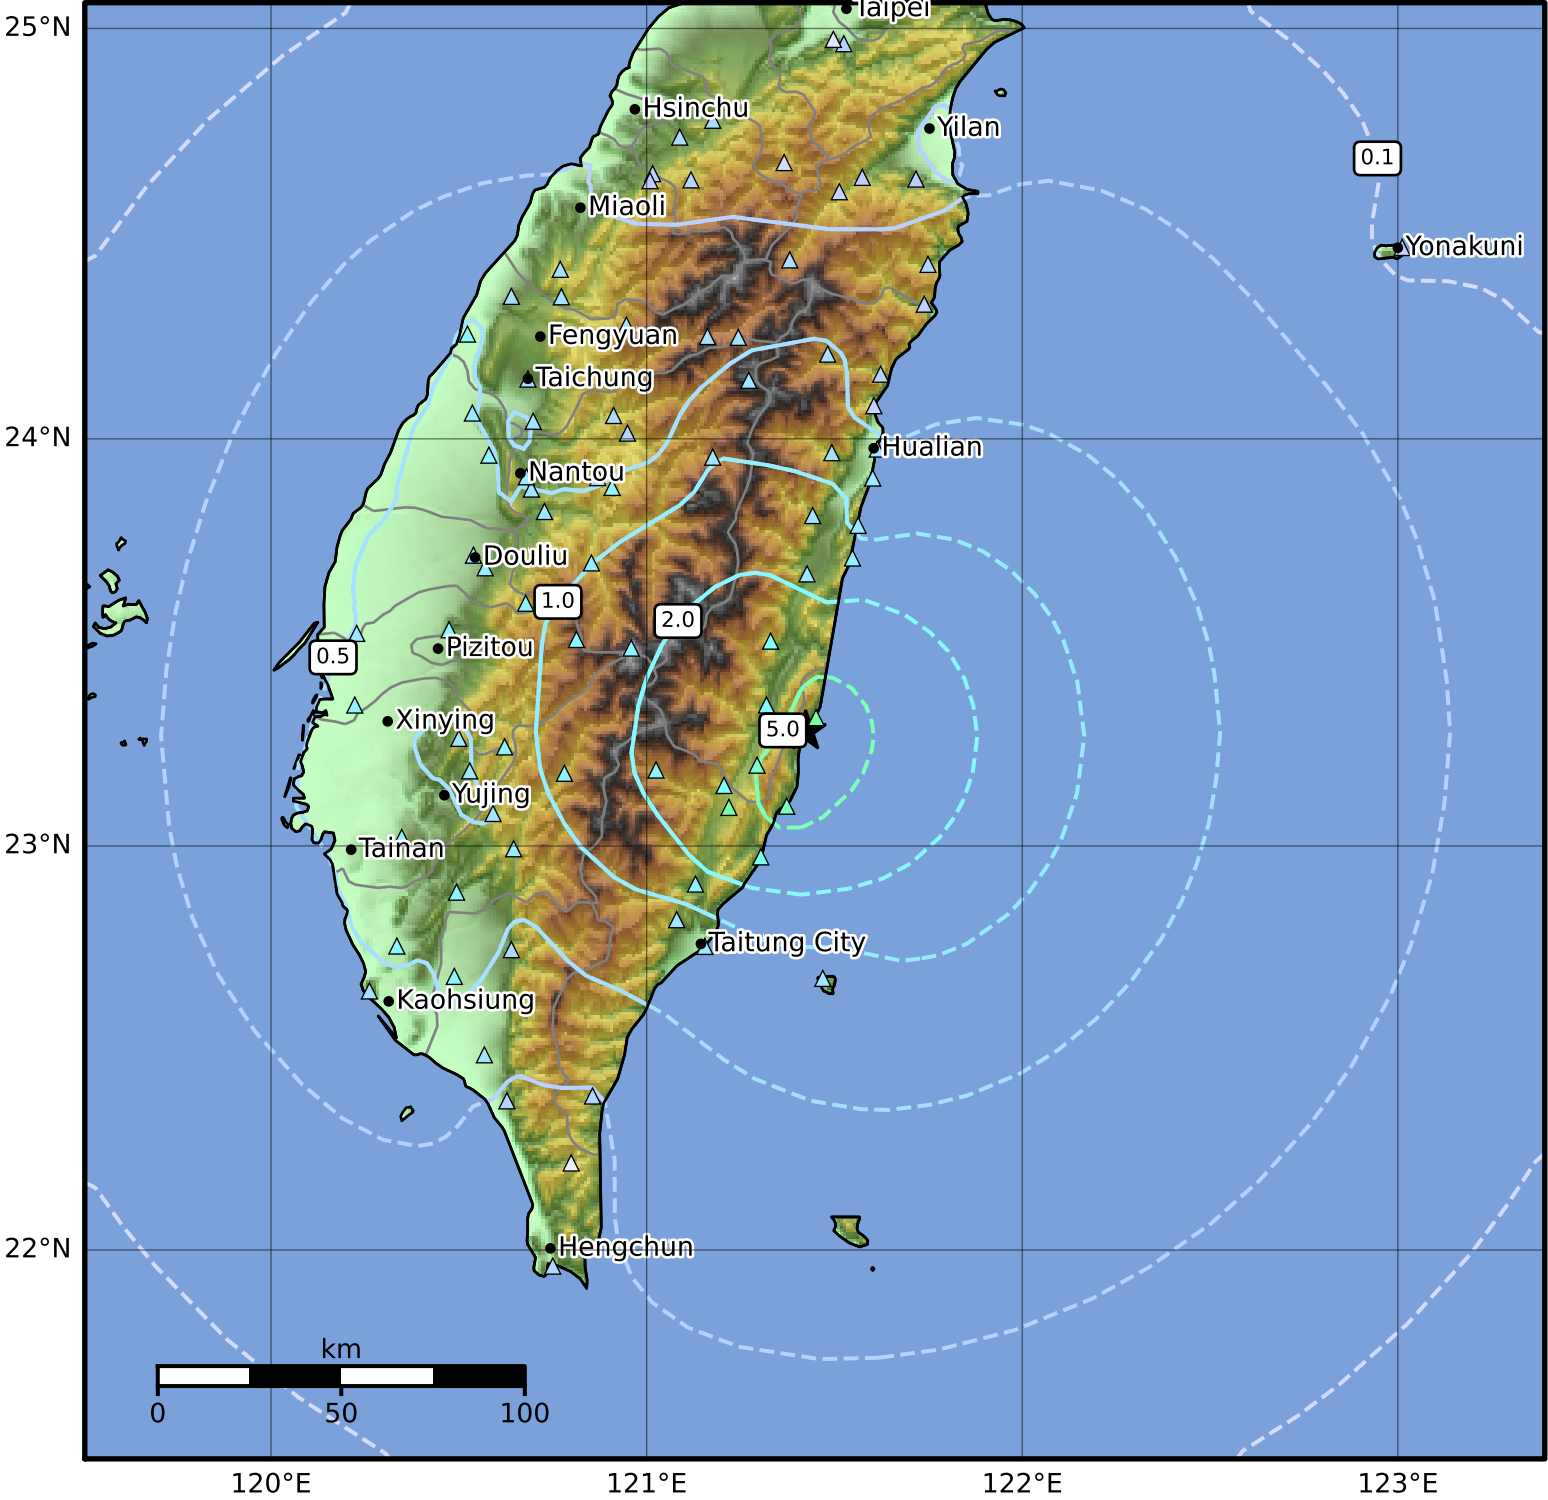 Taipei
25°N
Hsinchu
Yilan
0.1
Miaoli
Yonakuni
Fengyuan
Taichung
24°N
Hualian
Nantou
Douliu
1.0
2.0
Pizitou
0.5
Xinying
5.0
Yujing
23°N
Tainan
Taitung City
Kaohsiung
22°N
Hengchun
km
0 50 100
120°E 121°E 122°E 123°E